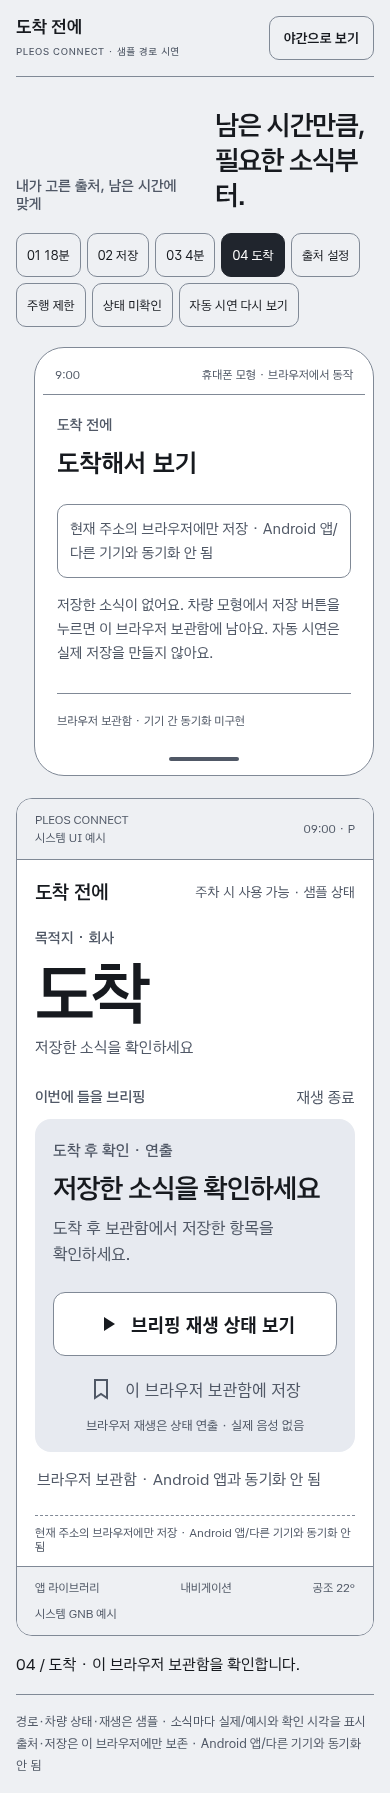 도착 전에
PLEOS CONNECT · 샘플 경로 시연
야간으로 보기
내가 고른 출처, 남은 시간에
맞게
남은 시간만큼,
필요한 소식부
터.
01 18분
02 저장
03 4분
04 도착
출처 설정
주행 제한
상태 미확인
자동 시연 다시 보기
9:00
휴대폰 모형 · 브라우저에서 동작
도착 전에
도착해서 보기
현재 주소의 브라우저에만 저장 · Android 앱/
다른 기기와 동기화 안 됨
저장한 소식이 없어요. 차량 모형에서 저장 버튼을
누르면 이 브라우저 보관함에 남아요. 자동 시연은
실제 저장을 만들지 않아요.
브라우저 보관함 · 기기 간 동기화 미구현
PLEOS CONNECT
시스템 UI 예시
09:00 · P
도착 전에
주차 시 사용 가능 · 샘플 상태
목적지 · 회사
도착
저장한 소식을 확인하세요
이번에 들을 브리핑
재생 종료
도착 후 확인 · 연출
저장한 소식을 확인하세요
도착 후 보관함에서 저장한 항목을
확인하세요.
브리핑 재생 상태 보기
이 브라우저 보관함에 저장
브라우저 재생은 상태 연출 · 실제 음성 없음
브라우저 보관함 · Android 앱과 동기화 안 됨
현재 주소의 브라우저에만 저장 · Android 앱/다른 기기와 동기화 안
됨
앱 라이브러리
내비게이션
공조 22°
시스템 GNB 예시
04 / 도착 · 이 브라우저 보관함을 확인합니다.
경로·차량 상태·재생은 샘플 · 소식마다 실제/예시와 확인 시각을 표시
출처·저장은 이 브라우저에만 보존 · Android 앱/다른 기기와 동기화
안 됨